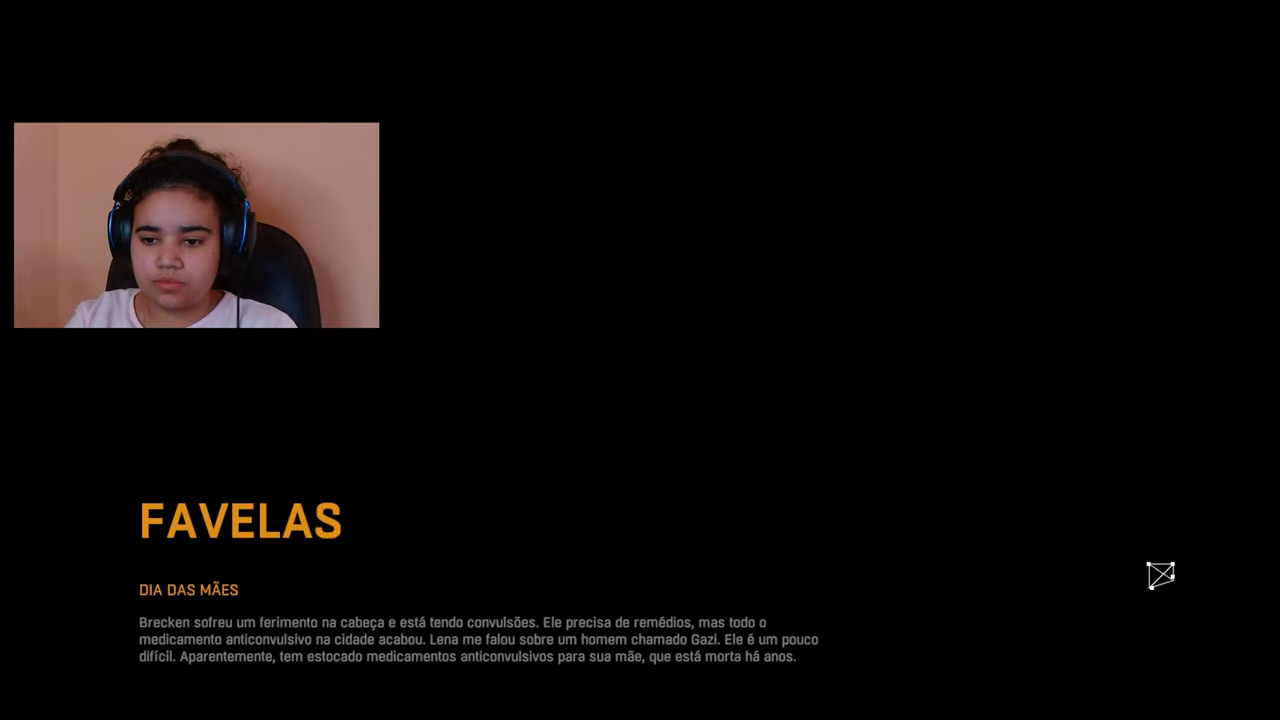 FAVELAS
DIA DAS MÃES
Brecken sofreu um ferimento na cabeça e está tendo convulsões. Ele precisa de remédios, mas todo o
medicamento anticonvulsivo na cidade acabou. Lena me falou sobre um homem chamado Gazi. Ele é um pouco
difícil. Aparentemente, tem estocado medicamentos anticonvulsivos para sua mãe, que está morta há anos.